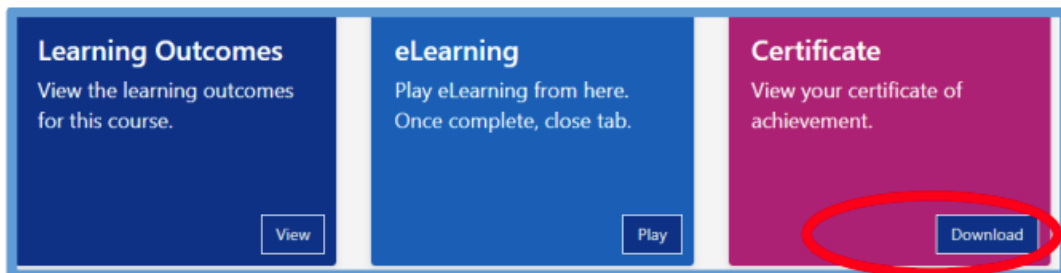 Learning Outcomes
View the learning outcomes
for this course.
View
eLearning
Play eLearning from here.
Once complete, close tab.
Play
Certificate
View your certificate of
achievement.
Download